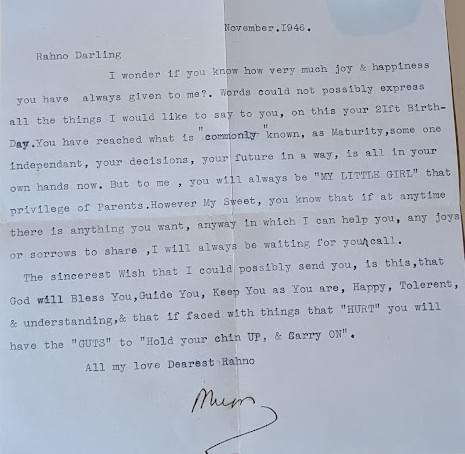 November.I946.
Rahno Darling
I wonder if you know how very much joy & happiness
you have always given to me?. Words could not possibly express
all the things I would like to say to you, on this your 2Ift Birth-
Day.You have reached what is "commonly "known, as Maturity,some one
independant, your decisions, your future in a way, is all in your
own hands now. But to me , you will always be "MY LITTLE GIRL" that
privilege of Parents.However My Sweet, you know that if at anytime
there is anything you want, anyway in which I can help you, any joys
or sorrows to share ,I will always be waiting for you call.
The sincerest Wish that I could possibly send you, is this,that
God will Bless You,Guide You, Keep You as You are, Happy, Tolerent,
& understanding,& that if faced with things that "HURT" you will
have the "GUTS" to "Hold your chin UP, & Carry ON".
All my love Dearest Rahno
Mum